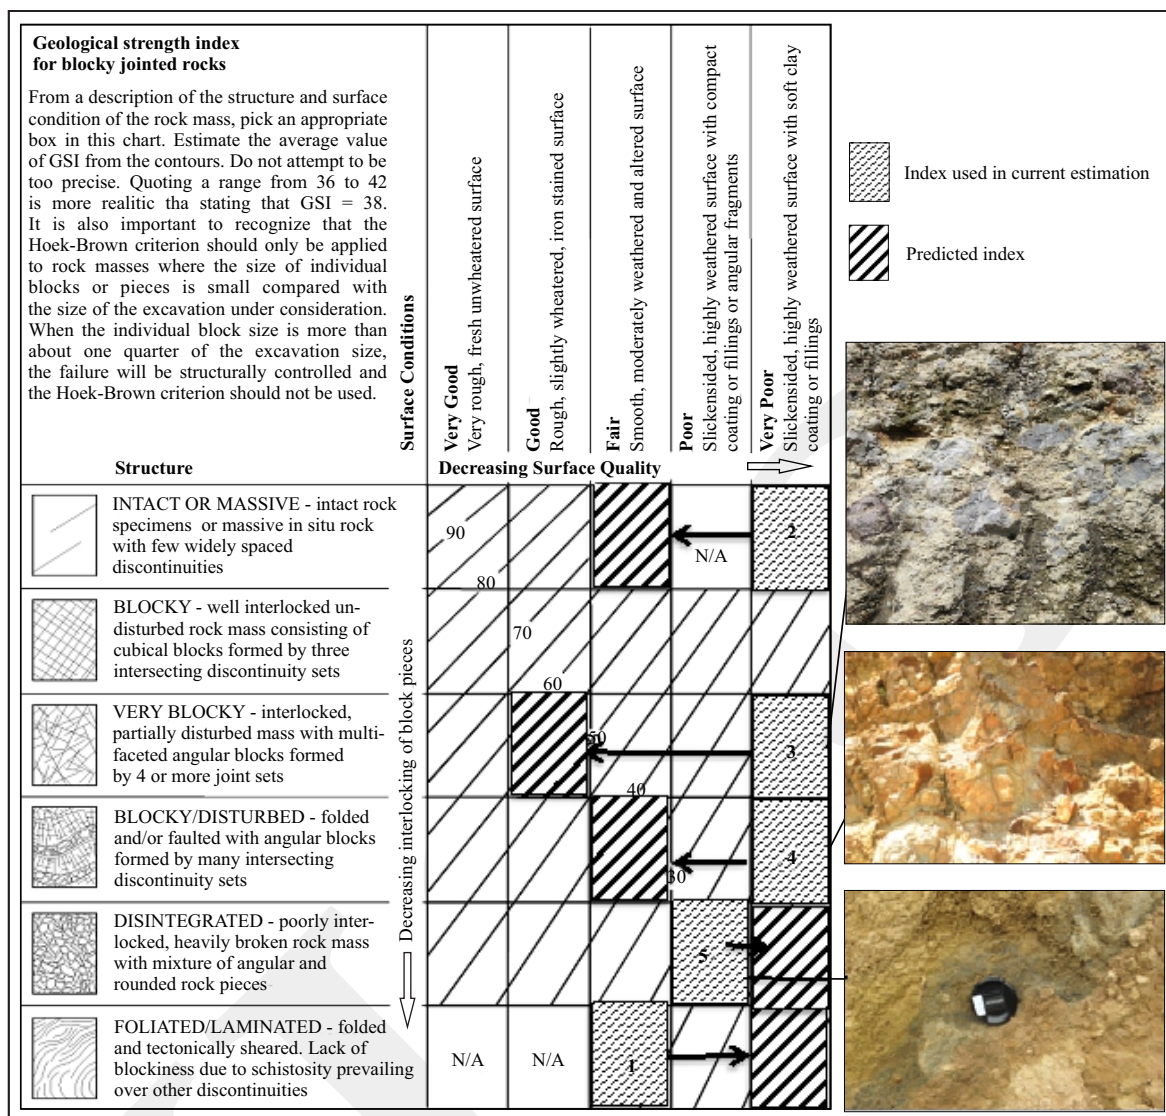 Geological strength index
for blocky jointed rocks
From a description of the structure and surface
condition of the rock mass, pick an appropriate
box in this chart. Estimate the average value
of GSI from the contours. Do not attempt to be
too precise. Quoting a range from 36 to 42
is more realitic tha stating that GSI = 38.
It is also important to recognize that the
Hoek-Brown criterion should only be applied
to rock masses where the size of individual
blocks or pieces is small compared with
the size of the excavation under consideration.
When the individual block size is more than
about one quarter of the excavation size,
the failure will be structurally controlled and
the Hoek-Brown criterion should not be used.
Structure
Surface Conditions
Very Good
Very rough, fresh unwheatered surface
Good
Rough, slightly wheatered, iron stained surface
Fair
Smooth, moderately weathered and altered surface
Poor
Slickensided, highly weathered surface with compact
coating or fillings or angular fragments
Very Poor
Slickensided, highly weathered surface with soft clay
coating or fillings
Decreasing Surface Quality
Index used in current estimation
Predicted index
INTACT OR MASSIVE - intact rock
specimens or massive in situ rock
with few widely spaced
discontinuities
90
80
N/A
2
BLOCKY - well interlocked un-
disturbed rock mass consisting of
cubical blocks formed by three
intersecting discontinuity sets
70
60
Decreasing interlocking of block pieces
VERY BLOCKY - interlocked,
partially disturbed mass with multi-
faceted angular blocks formed
by 4 or more joint sets
50
40
3
BLOCKY/DISTURBED - folded
and/or faulted with angular blocks
formed by many intersecting
discontinuity sets
30
4
DISINTEGRATED - poorly inter-
locked, heavily broken rock mass
with mixture of angular and
rounded rock pieces
5
FOLIATED/LAMINATED - folded
and tectonically sheared. Lack of
blockiness due to schistosity prevailing
over other discontinuities
N/A
N/A
1